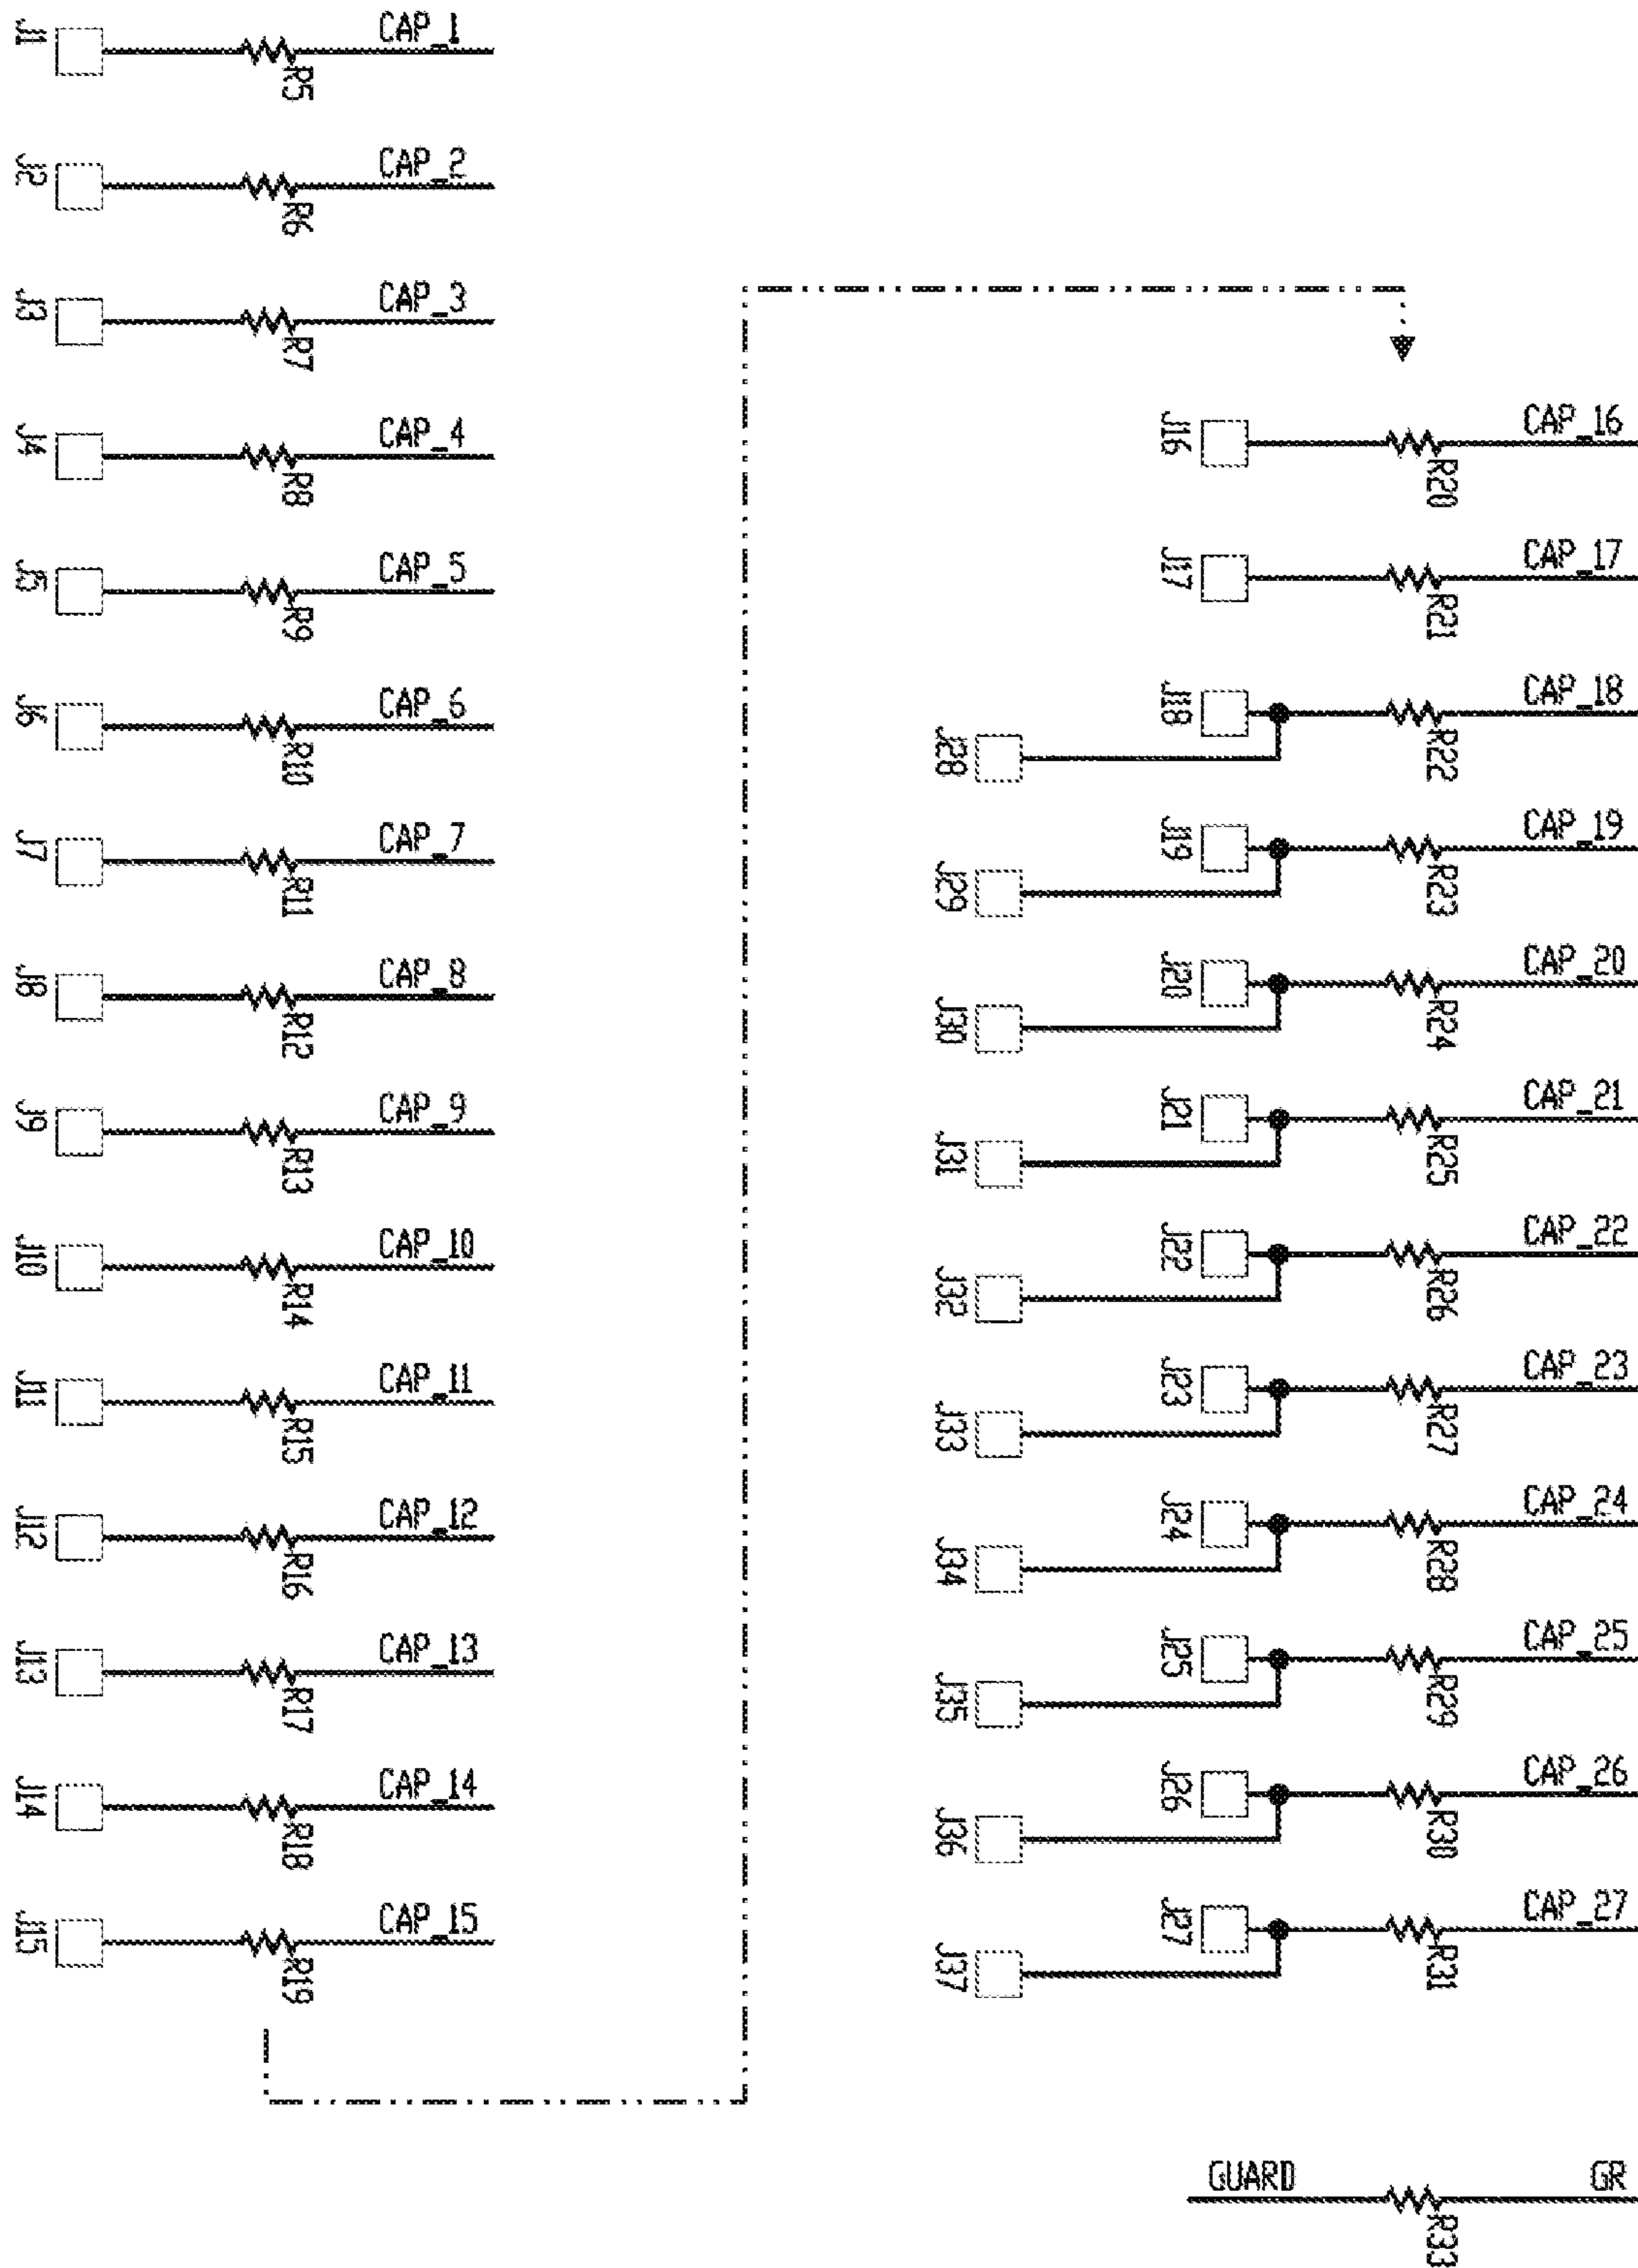 J1 CAP_1 R5
J2 CAP_2 R6
J3 CAP_3 R7
J4 CAP_4 R8
J5 CAP_5 R9
J6 CAP_6 R10
J7 CAP_7 R11
J8 CAP_8 R12
J9 CAP_9 R13
J10 CAP_10 R14
J11 CAP_11 R15
J12 CAP_12 R16
J13 CAP_13 R17
J14 CAP_14 R18
J15 CAP_15 R19
J16 CAP_16 R20
J17 CAP_17 R21
J18 CAP_18 R22
J28
J19 CAP_19 R23
J29
J20 CAP_20 R24
J30
J21 CAP_21 R25
J31
J22 CAP_22 R26
J32
J23 CAP_23 R27
J33
J24 CAP_24 R28
J34
J25 CAP_25 R29
J35
J26 CAP_26 R30
J36
J27 CAP_27 R31
J37
GUARD GR
R33